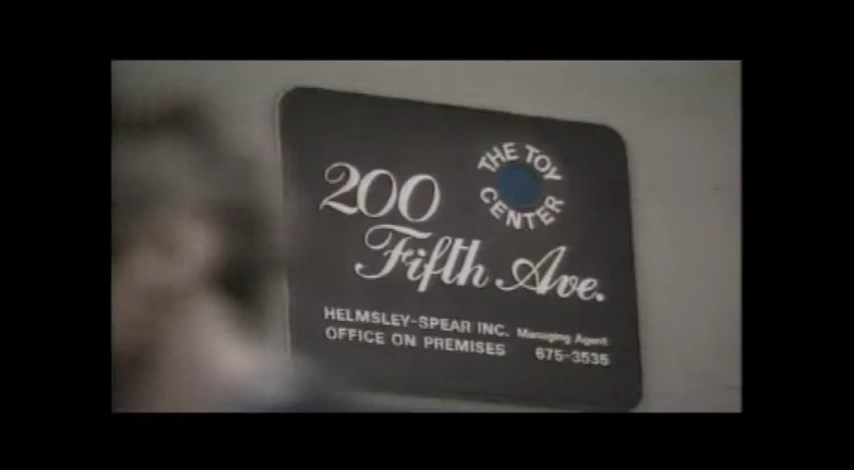 THE TOY CENTER
200
Fifth Ave.
HELMSLEY-SPEAR INC. Managing Agent
OFFICE ON PREMISES 675-3535